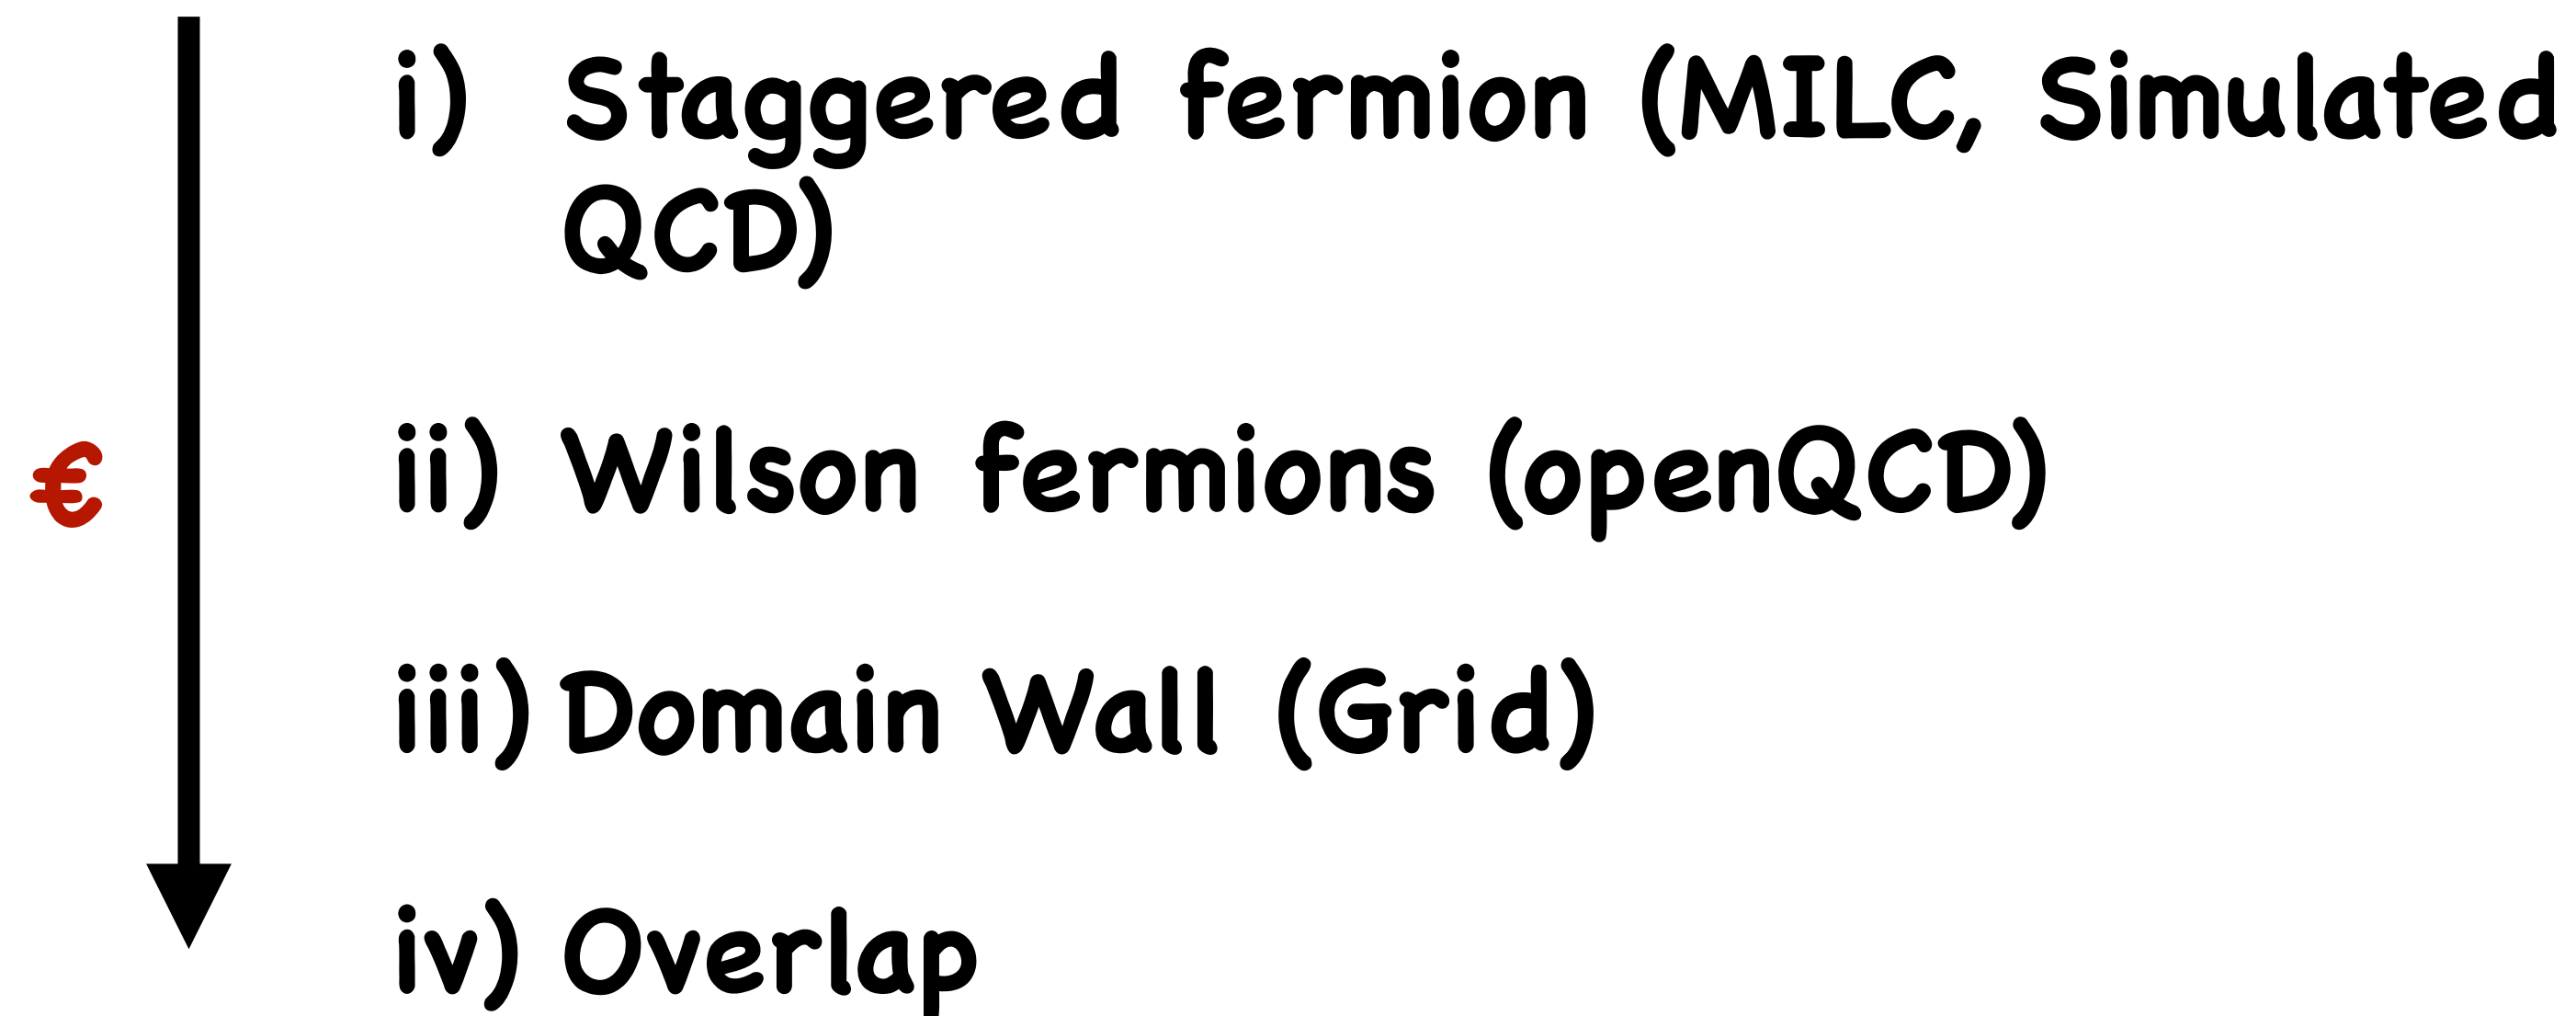 i) Staggered fermion (MILC, Simulated
QCD)
€
ii) Wilson fermions (openQCD)
iii) Domain Wall (Grid)
iv) Overlap